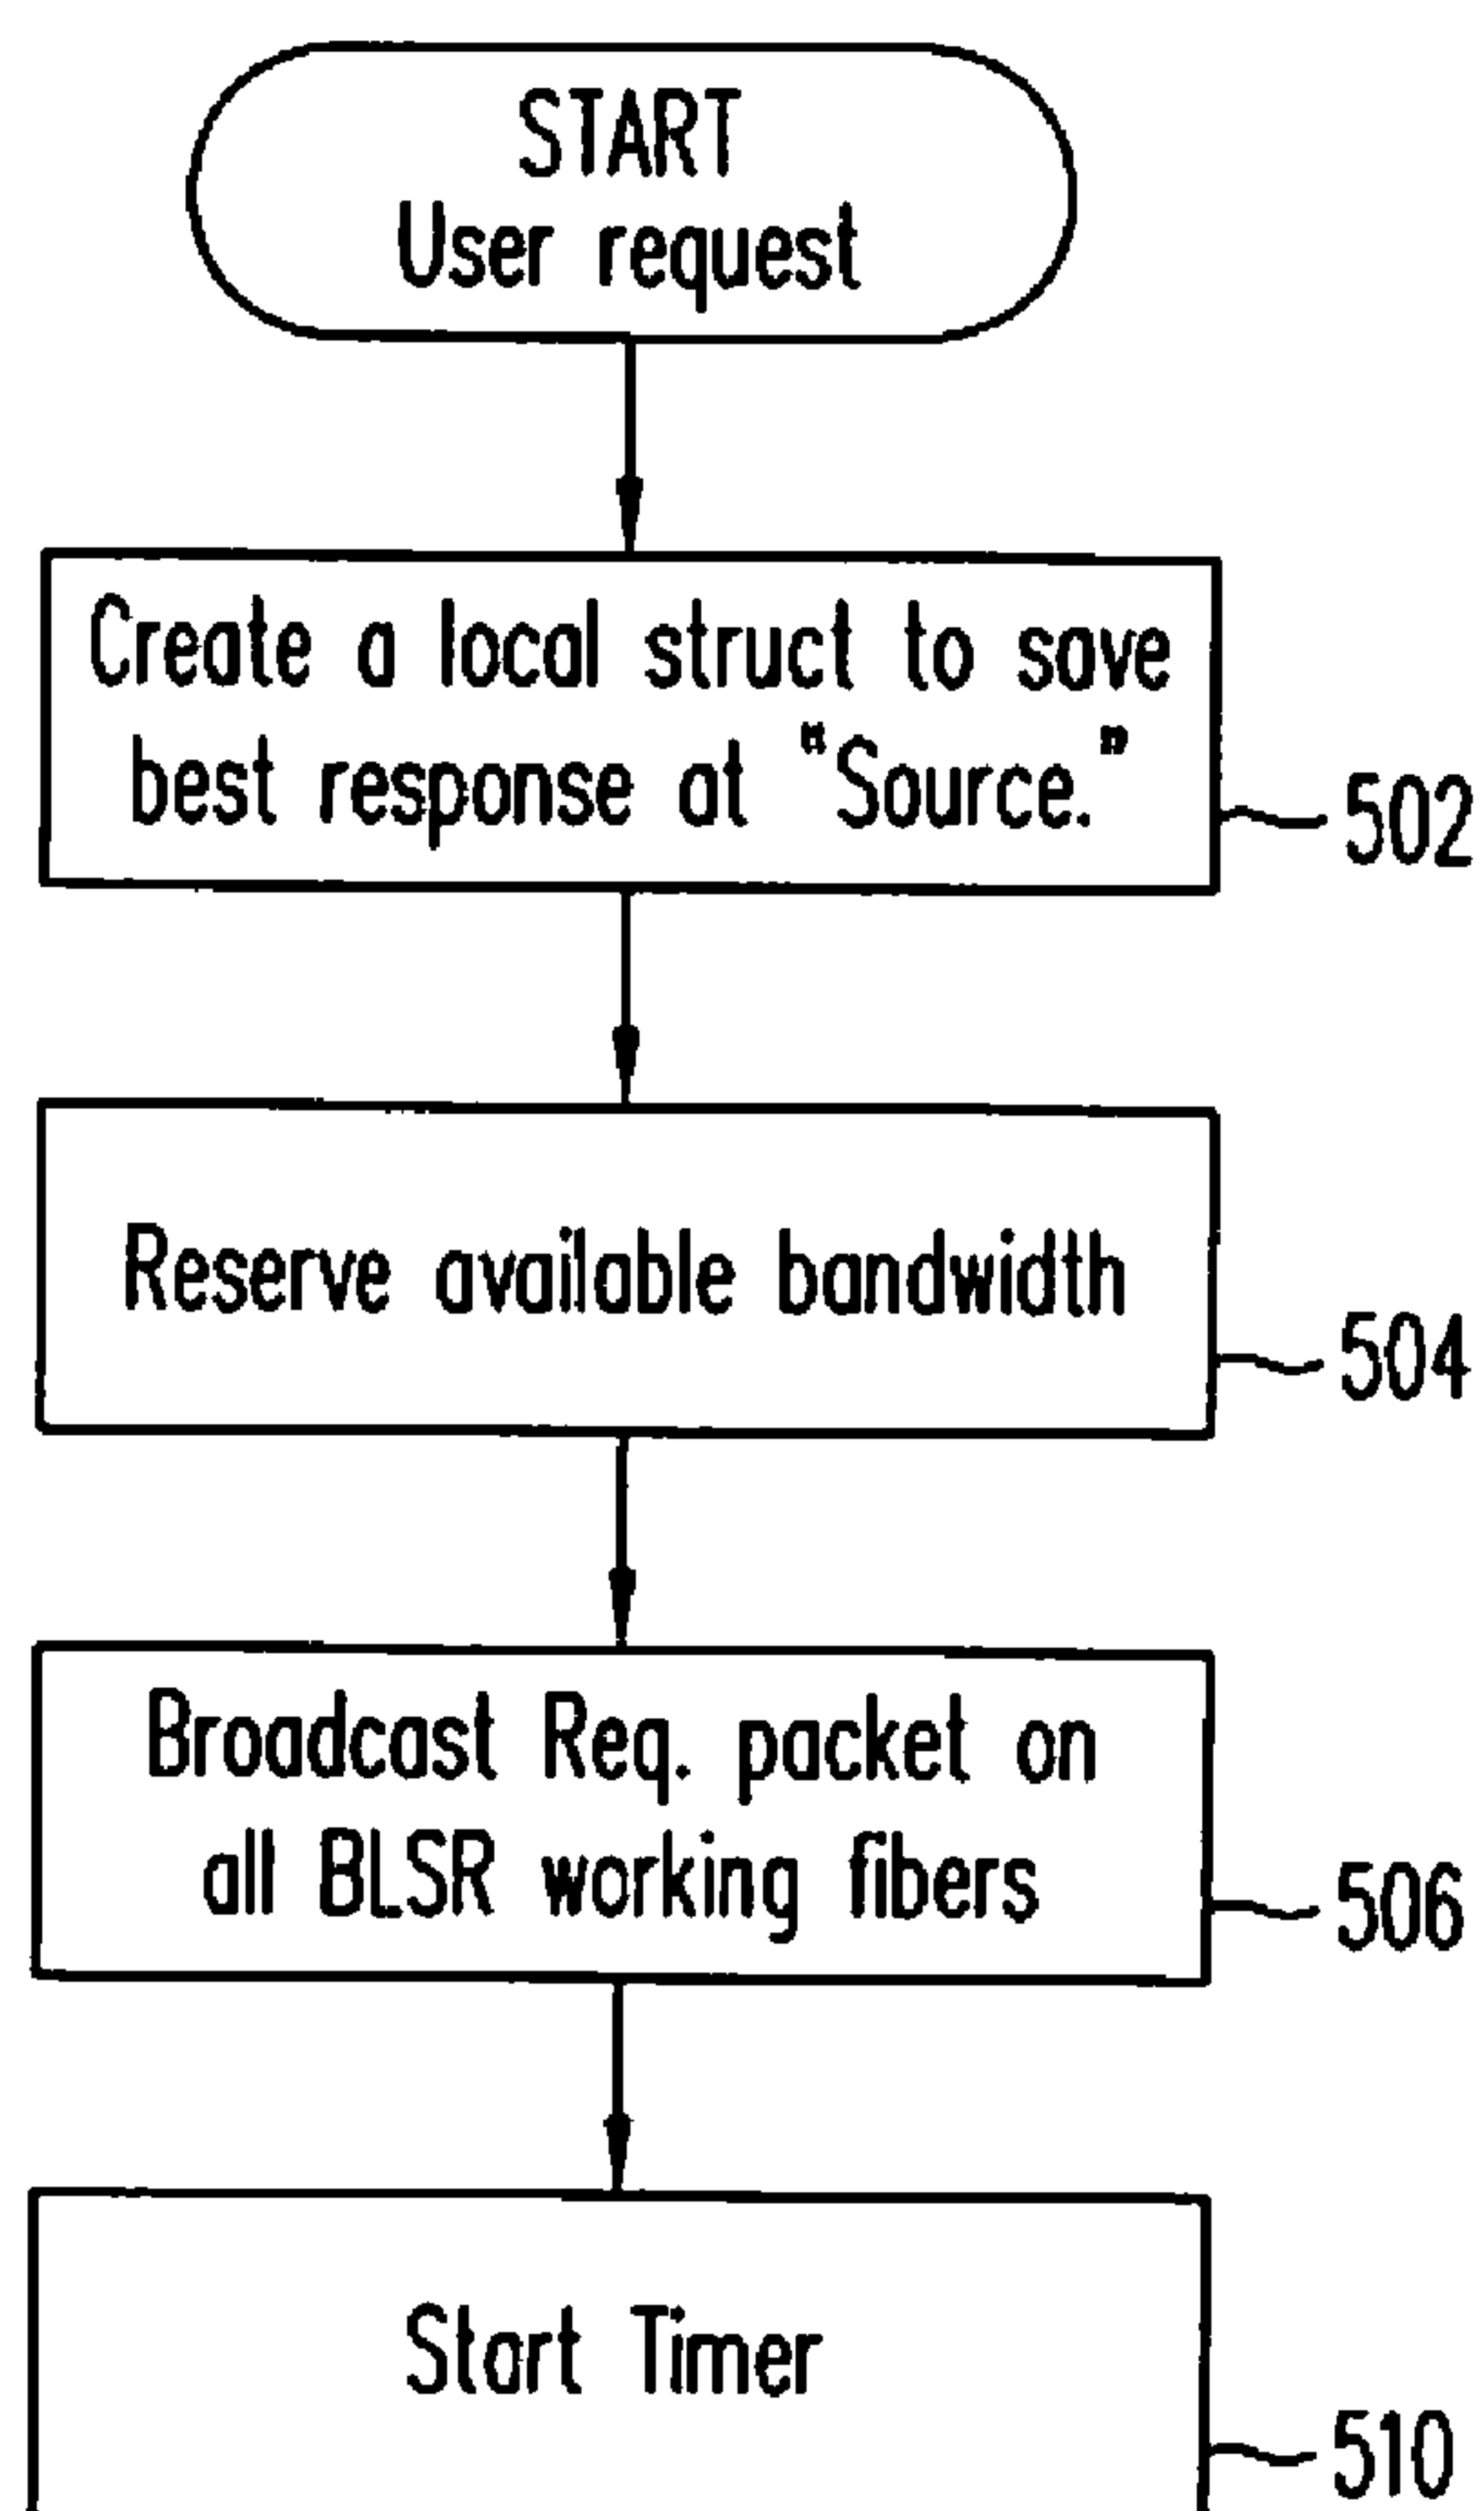 START
User request
Create a local struct to save
best response at “Source.”
502
Reserve available bandwidth
504
Broadcast Req. packet on
all BLSR working fibers
506
Start Timer
510